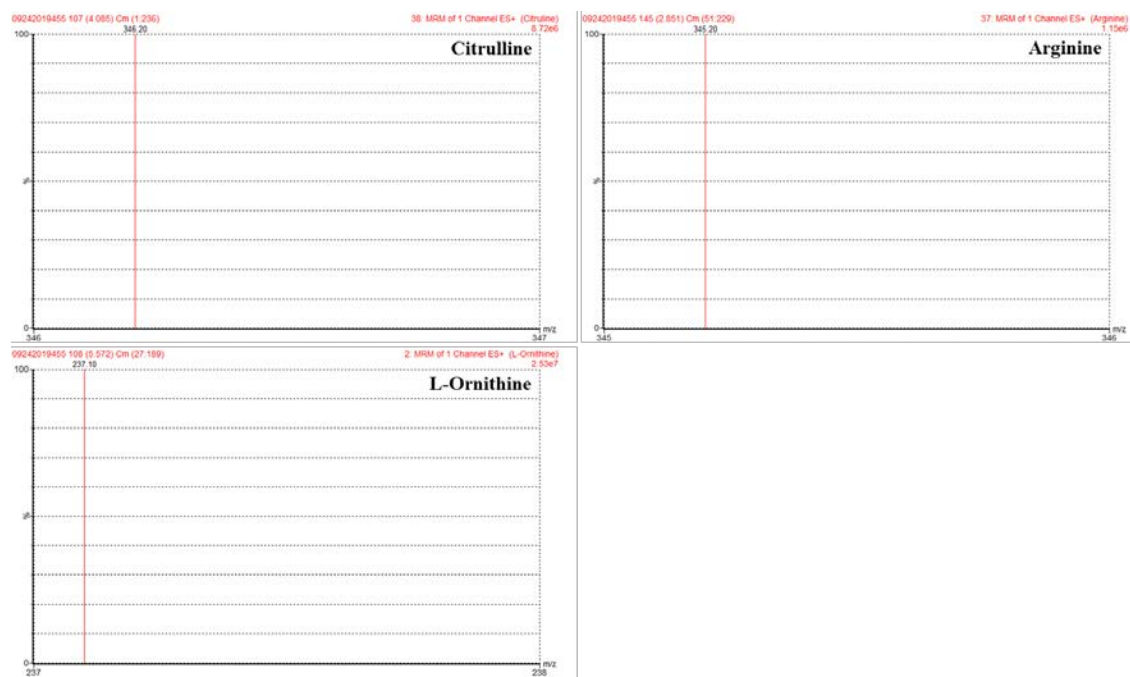 09242019455 107 (4.085) Cm (1:236)
38: MRM of 1 Channel ES+ (Citruline)
346.20
8.72e6
100
Citrulline
%
0
346
347
m/z
09242019455 145 (2.851) Cm (51:229)
37: MRM of 1 Channel ES+ (Arginine)
345.20
1.15e6
100
Arginine
%
0
345
346
m/z
09242019455 108 (5.572) Cm (27:189)
2: MRM of 1 Channel ES+ (L-Ornithine)
237.10
2.53e7
100
L-Ornithine
%
0
237
238
m/z